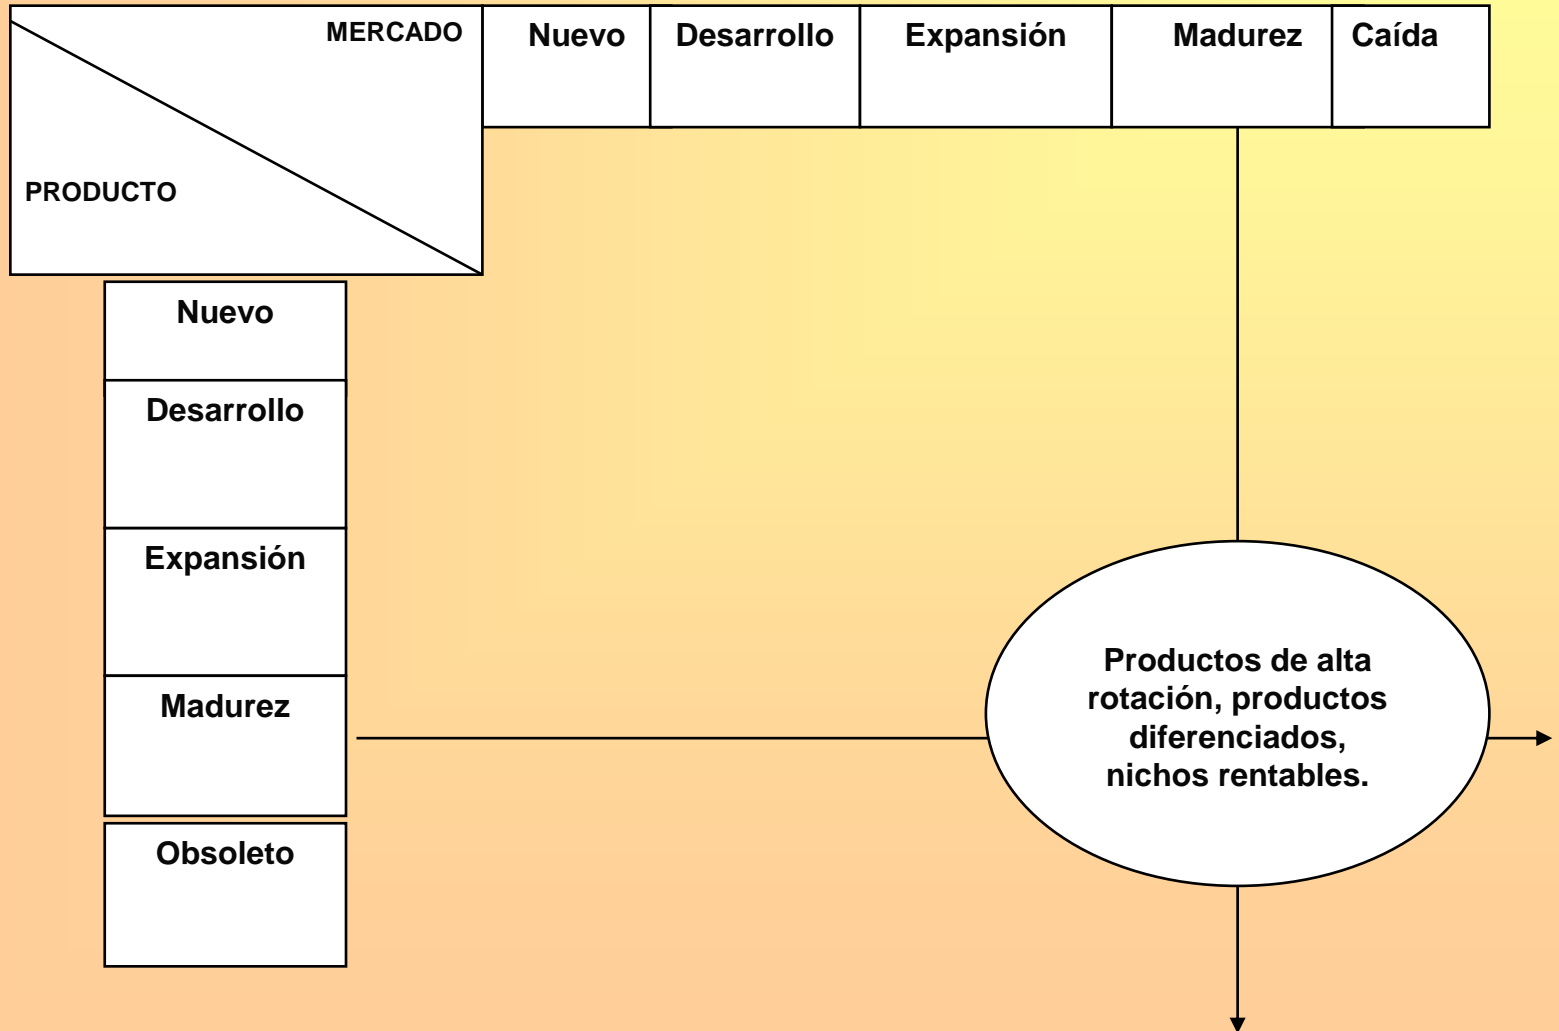 MERCADO
Nuevo
Desarrollo
Expansión
Madurez
Caída
PRODUCTO
Nuevo
Desarrollo
Expansión
Madurez
Obsoleto
Productos de alta
rotación, productos
diferenciados,
nichos rentables.